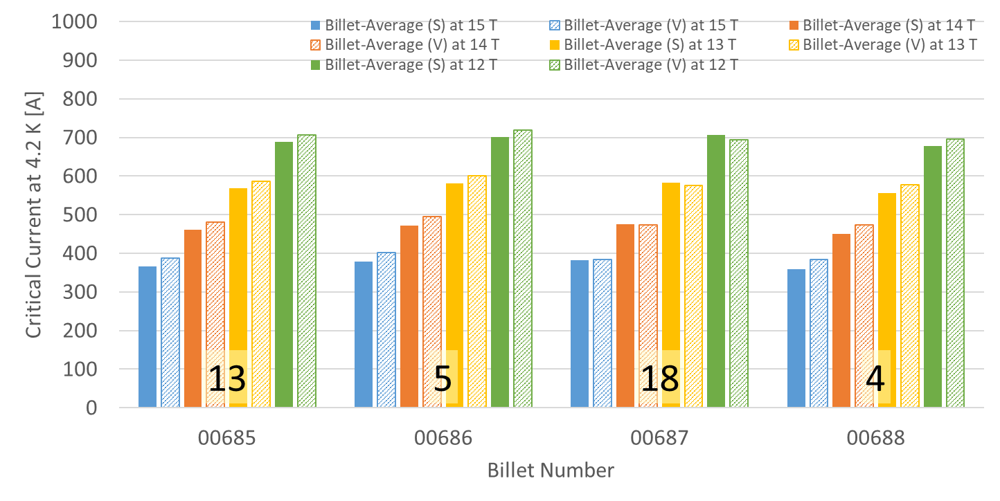 1000
900
800
700
600
500
400
300
200
100
0
Critical Current at 4.2 K [A]
Billet-Average (S) at 15 T Billet-Average (V) at 15 T Billet-Average (S) at 14 T
Billet-Average (V) at 14 T Billet-Average (S) at 13 T Billet-Average (V) at 13 T
Billet-Average (S) at 12 T Billet-Average (V) at 12 T
13 5 18 4
00685 00686 00687 00688
Billet Number